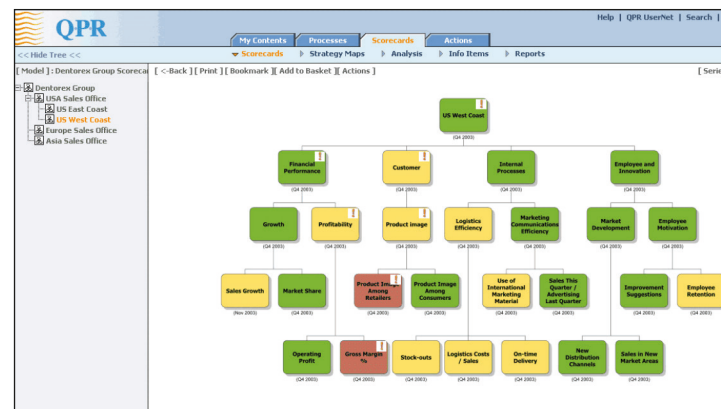 Help | QPR UserNet | Search |
QPR
My Contents Processes Scorecards Actions
<< Hide Tree << Scorecards Strategy Maps Analysis Info Items Reports
[ Model ] : Dentorex Group Scoreca [ <-Back ] [ Print ] [ Bookmark ][ Add to Basket ][ Actions ] [ Serie
Dentorex Group
USA Sales Office
US East Coast
US West Coast
Europe Sales Office
Asia Sales Office
US West Coast
(Q4 2003)
Financial
Performance
(Q4 2003)
Customer
(Q4 2003)
Internal
Processes
(Q4 2003)
Employee and
Innovation
(Q4 2003)
Growth
(Q4 2003)
Profitability
(Q4 2003)
Product image
(Q4 2003)
Logistics
Efficiency
(Q4 2003)
Marketing
Communications
Efficiency
(Q4 2003)
Market
Development
(Q4 2003)
Employee
Motivation
(Q4 2003)
Sales Growth
(Nov 2003)
Market Share
(Q4 2003)
Product Image
Among
Retailers
(Q4 2003)
Product Image
Among
Consumers
(Q4 2003)
Use of
International
Marketing
Material
(Q4 2003)
Sales This
Quarter /
Advertising
Last Quarter
(Q4 2003)
Improvement
Suggestions
(Q4 2003)
Employee
Retention
(Q4 2003)
Operating
Profit
(Q4 2003)
Gross Margin
%
(Q4 2003)
Stock-outs
(Q4 2003)
Logistics Costs
/ Sales
(Q4 2003)
On-time
Delivery
(Q4 2003)
New
Distribution
Channels
(Q4 2003)
Sales in New
Market Areas
(Q4 2003)